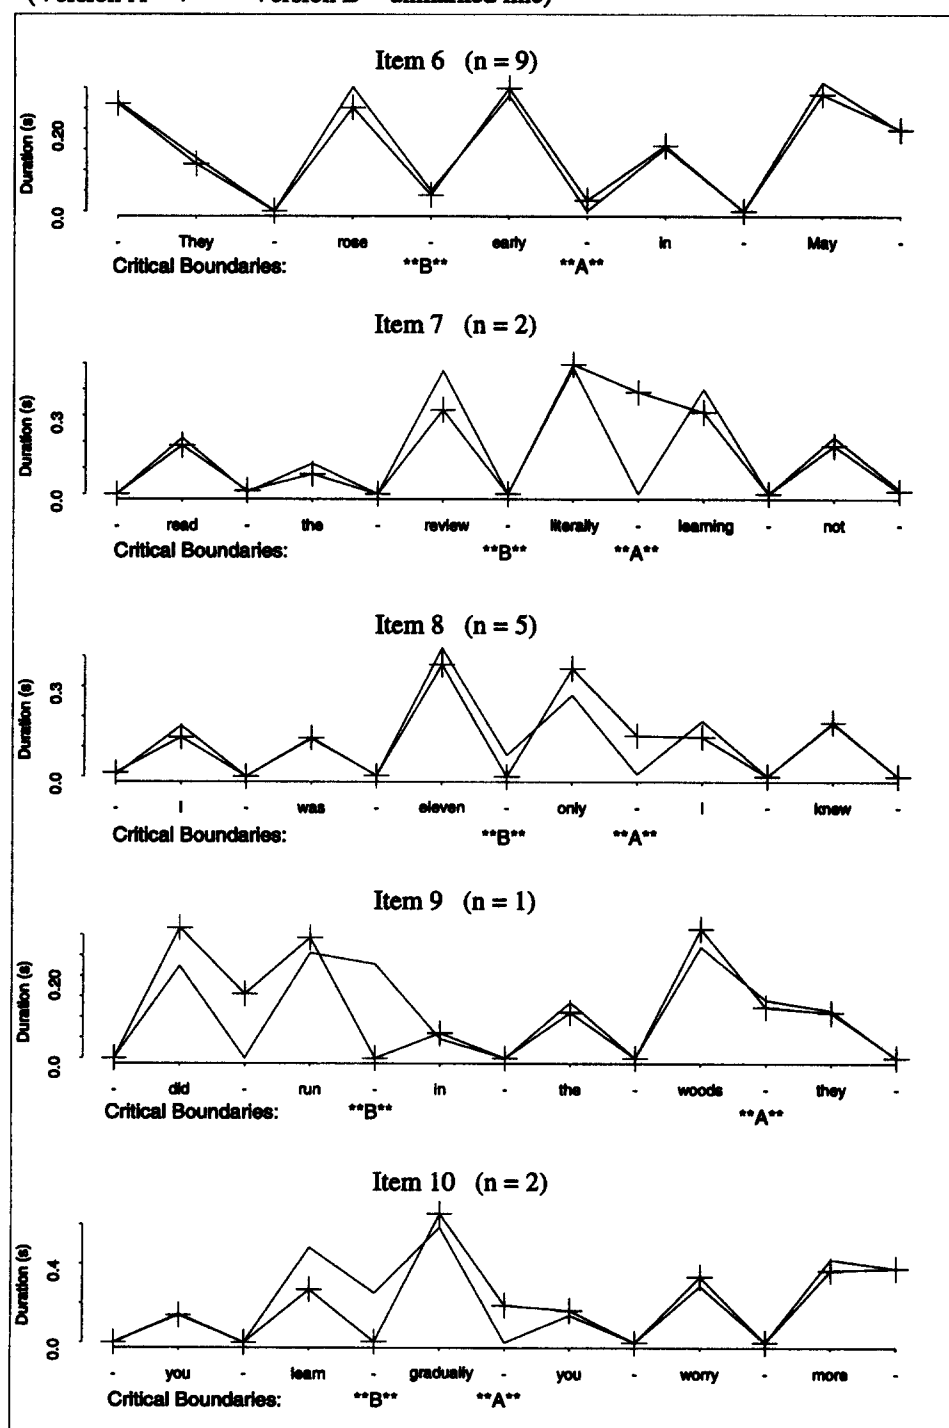 Item 6 (n = 9)
Duration (s)
0.0 0.20
- They - rose - early - in - May -
Critical Boundaries: **B** **A**
Item 7 (n = 2)
Duration (s)
0.0 0.3
- read - the - review - literally - learning - not -
Critical Boundaries: **B** **A**
Item 8 (n = 5)
Duration (s)
0.0 0.3
- I - was - eleven - only - I - knew -
Critical Boundaries: **B** **A**
Item 9 (n = 1)
Duration (s)
0.0 0.20
- did - run - in - the - woods - they -
Critical Boundaries: **B** **A**
Item 10 (n = 2)
Duration (s)
0.0 0.4
- you - learn - gradually - you - worry - more -
Critical Boundaries: **B** **A**